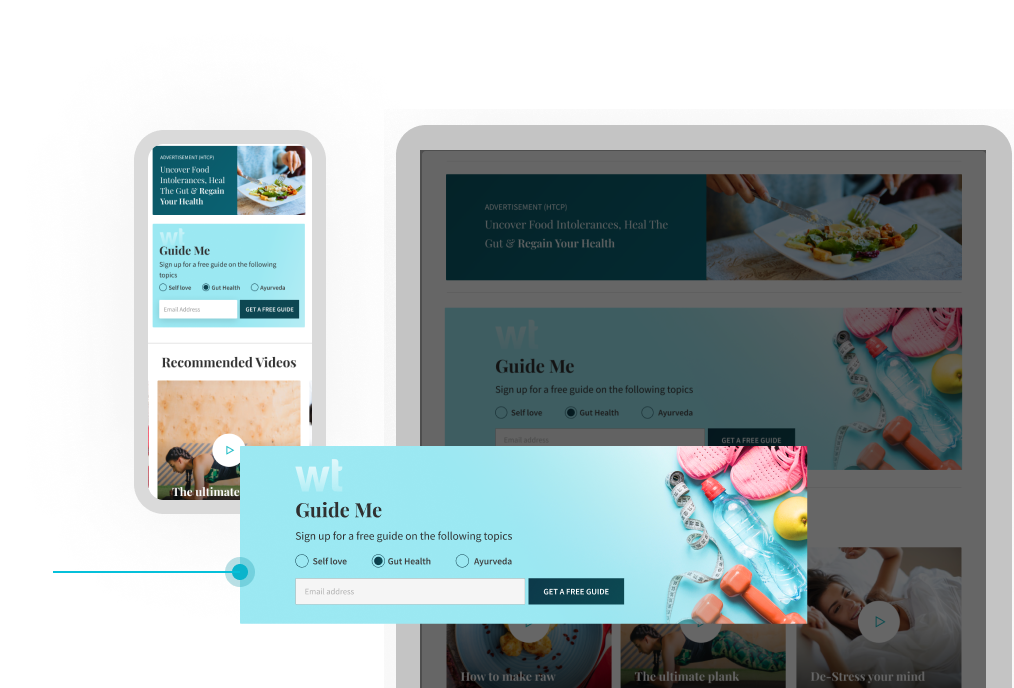 ADVERTISEMENT (HTCP)
Uncover Food
Intolerances, Heal
The Gut & Regain
Your Health
wt
Guide Me
Sign up for a free guide on the following
topics
Self love Gut Health Ayurveda
Email Address GET A FREE GUIDE
Recommended Videos
The ultimate
ADVERTISEMENT (HTCP)
Uncover Food Intolerances, Heal The
Gut & Regain Your Health
wt
Guide Me
Sign up for a free guide on the following topics
Self love Gut Health Ayurveda
Email address GET A FREE GUIDE
wt
Guide Me
Sign up for a free guide on the following topics
Self love Gut Health Ayurveda
Email address GET A FREE GUIDE
How to make raw The ultimate plank De-Stress your mind